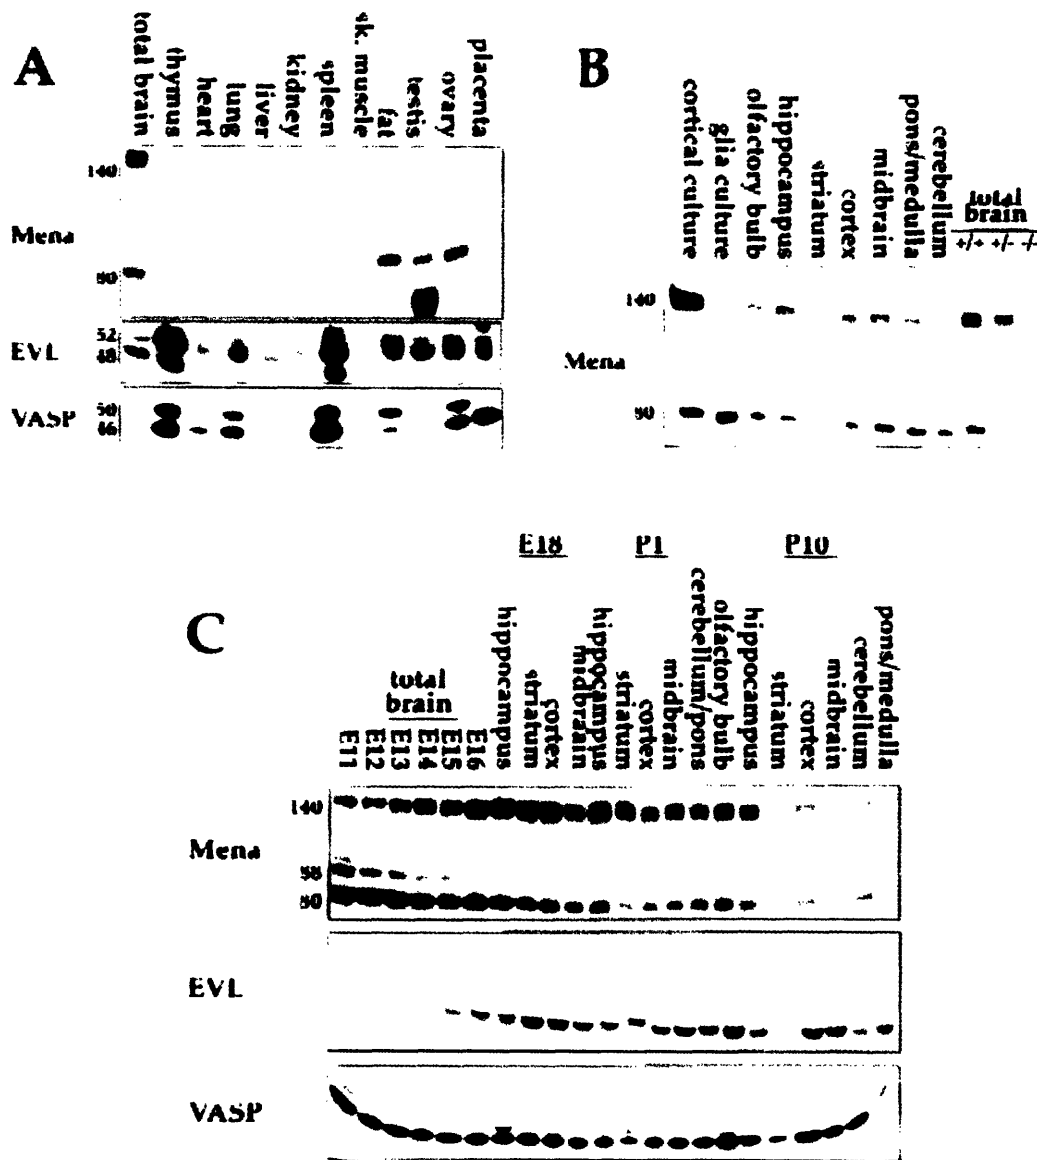 A
total brain
thymus
heart
lung
liver
kidney
spleen
sk. muscle
fat
testis
ovary
placenta
140
Mena
80
EVL
52
48
VASP
50
46
B
cortical culture
glia culture
olfactory bulb
hippocampus
striatum
cortex
midbrain
pons/medulla
cerebellum
total
brain
+/+ +/- -/-
140
Mena
80
C
E18
P1
P10
total
brain
E11
E12
E13
E14
E15
E16
hippocampus
striatum
cortex
midbraain
hippocampus
striatum
cortex
midbrain
cerebellum/pons
olfactory bulb
hippocampus
striatum
cortex
midbrain
cerebellum
pons/medulla
140
Mena
88
80
EVL
VASP